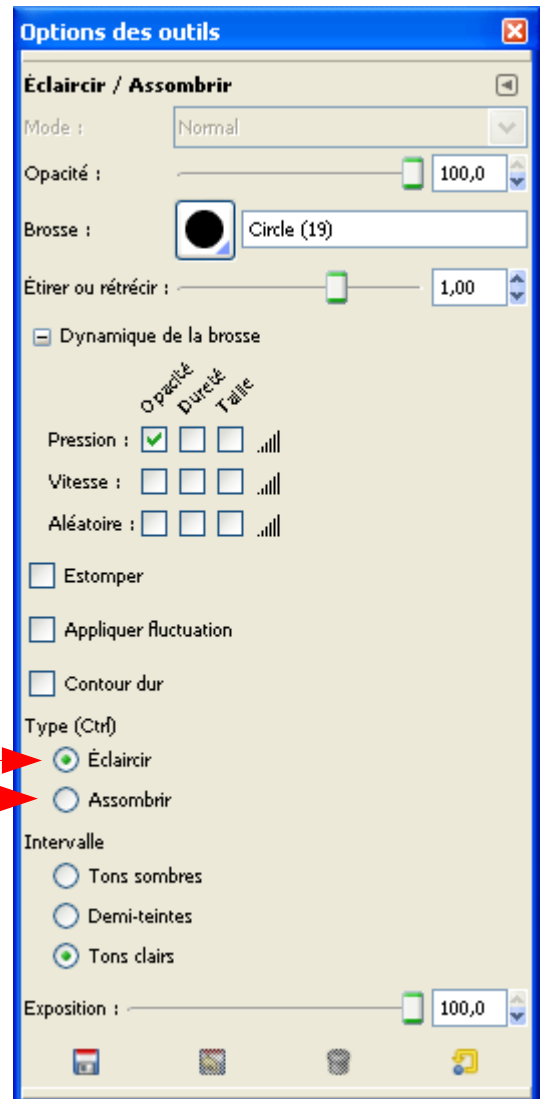 Options des outils
Éclaircir / Assombrir
Mode : Normal
Opacité : 100,0
Brosse : Circle (19)
Étirer ou rétrécir : 1,00
Dynamique de la brosse
Opacité Dureté Taille
Pression :
Vitesse :
Aléatoire :
Estomper
Appliquer fluctuation
Contour dur
Type (Ctrl)
Éclaircir
Assombrir
Intervalle
Tons sombres
Demi-teintes
Tons clairs
Exposition : 100,0